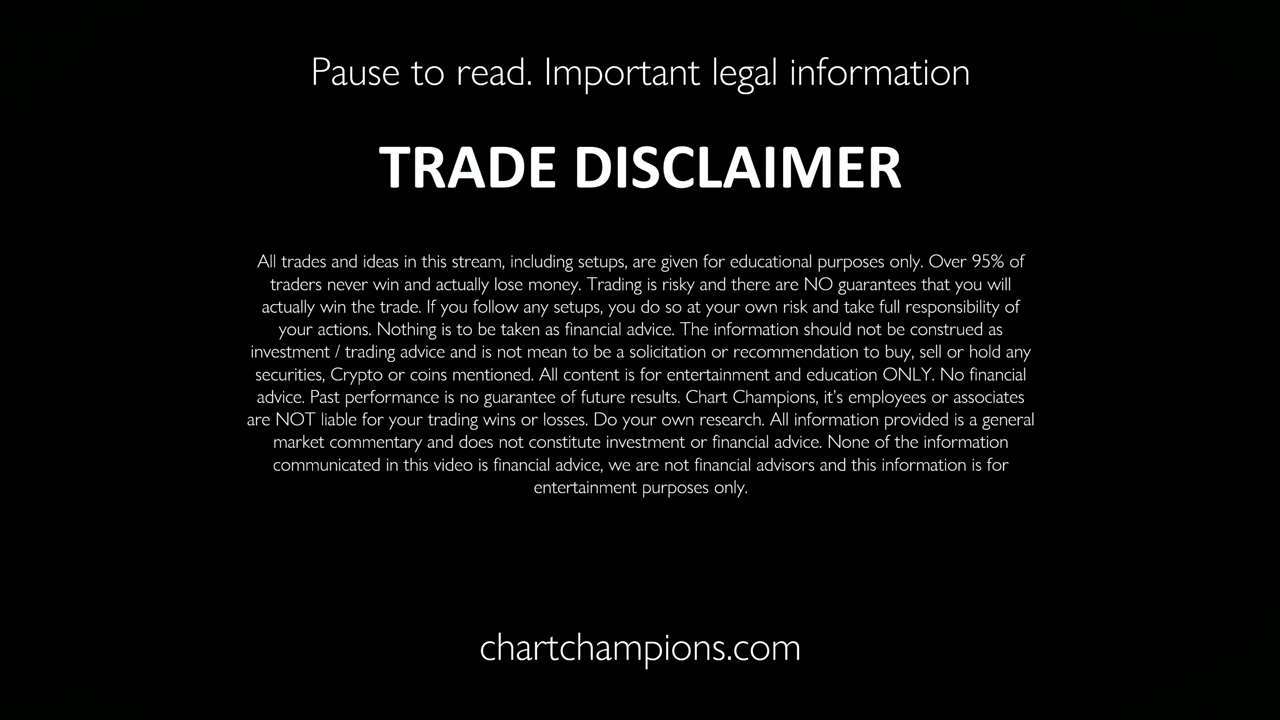 Pause to read. Important legal information
TRADE DISCLAIMER
All trades and ideas in this stream, including setups, are given for educational purposes only. Over 95% of
traders never win and actually lose money. Trading is risky and there are NO guarantees that you will
actually win the trade. If you follow any setups, you do so at your own risk and take full responsibility of
your actions. Nothing is to be taken as financial advice. The information should not be construed as
investment / trading advice and is not mean to be a solicitation or recommendation to buy, sell or hold any
securities, Crypto or coins mentioned. All content is for entertainment and education ONLY. No financial
advice. Past performance is no guarantee of future results. Chart Champions, it's employees or associates
are NOT liable for your trading wins or losses. Do your own research. All information provided is a general
market commentary and does not constitute investment or financial advice. None of the information
communicated in this video is financial advice, we are not financial advisors and this information is for
entertainment purposes only.
chartchampions.com